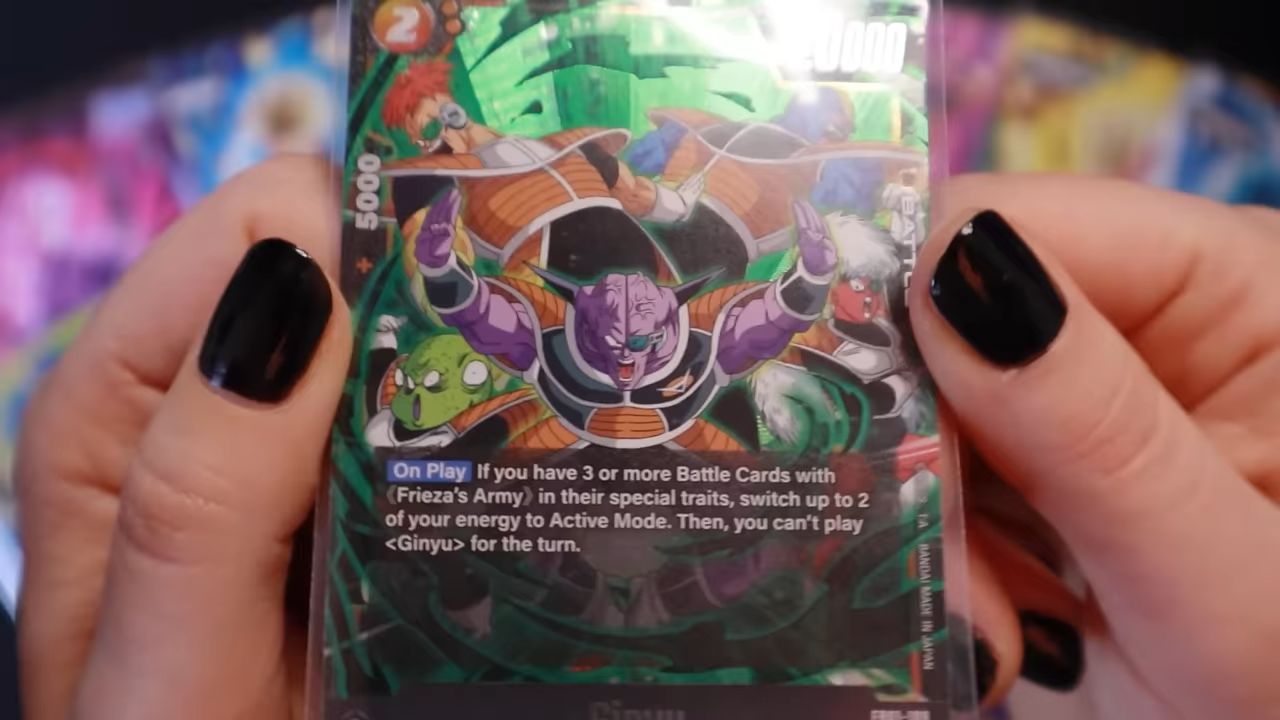 2
0000
+ 5000
BATTLE
On Play If you have 3 or more Battle Cards with
《Frieza's Army》 in their special traits, switch up to 2
of your energy to Active Mode. Then, you can't play
<Ginyu> for the turn.
BANDAI MADE IN JAPAN
Ginyu